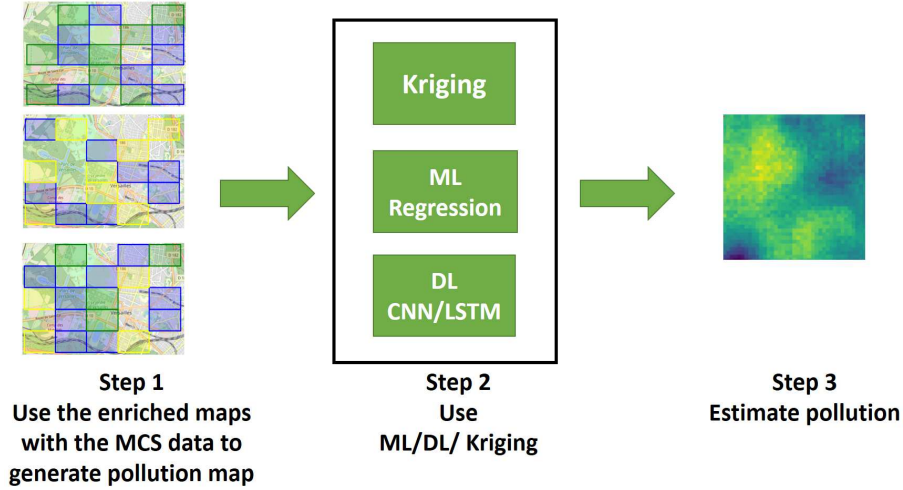 Kriging
ML
Regression
DL
CNN/LSTM
Step 1
Use the enriched maps
with the MCS data to
generate pollution map
Step 2
Use
ML/DL/ Kriging
Step 3
Estimate pollution